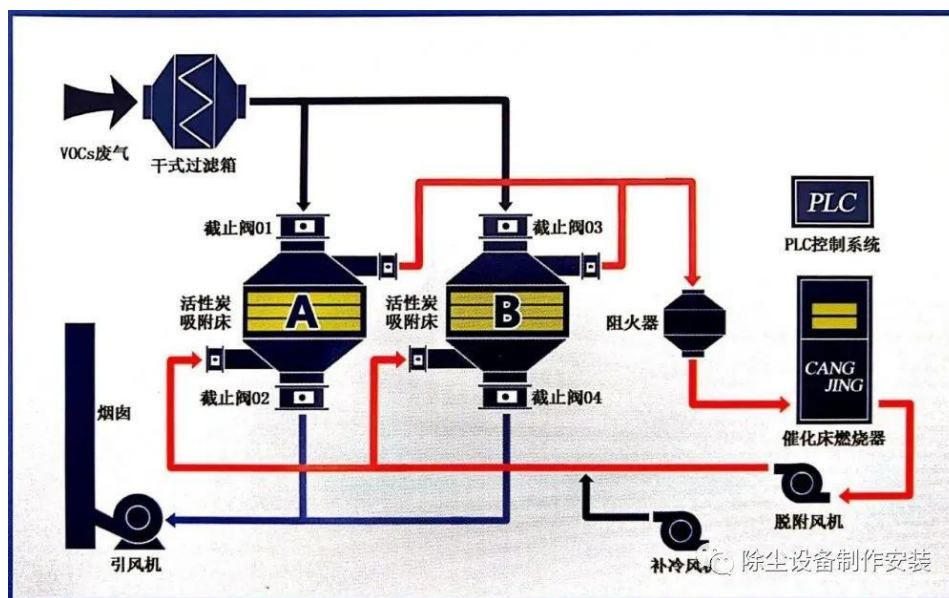 VOCs废气
干式过滤箱
截止阀01
截止阀03
PLC
PLC控制系统
活性炭
吸附床
A
活性炭
吸附床
B
阻火器
CANG
JING
烟囱
截止阀02
截止阀04
催化床燃烧器
脱附风机
引风机
补冷风机
除尘设备制作安装